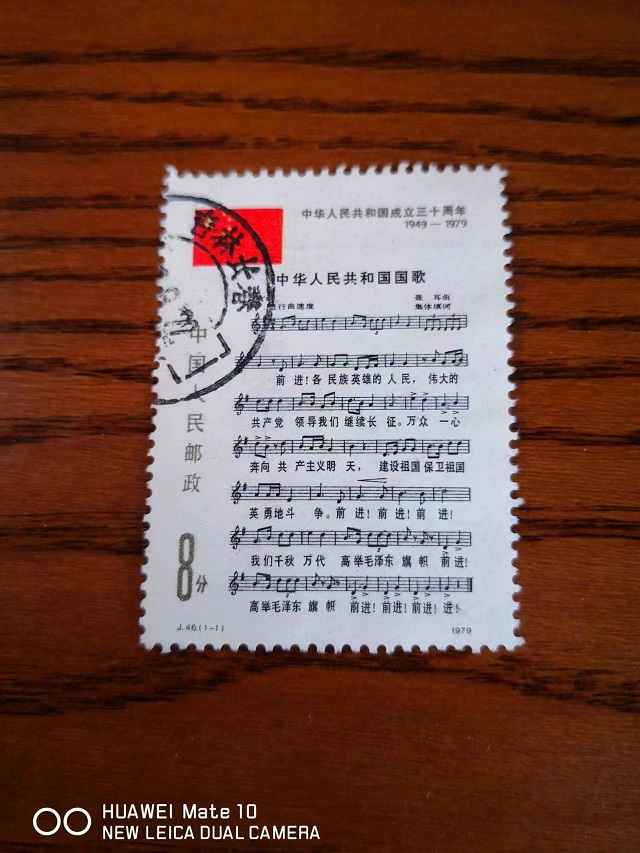 中华人民共和国成立三十周年
1949—1979
吉林长春
中华人民共和国国歌
行曲速度
聂耳曲
集体填词
前进!各民族英雄的人民,伟大的
共产党 领导我们继续长 征。万众 一心
奔向 共 产主义明 天, 建设祖国保卫祖国
英勇地斗 争。前进!前进!前 进!
我们千秋 万代 高举毛泽东 旗 帜 前进!
高举毛泽东 旗 帜 前进!前进!前进!进!
中国人民邮政
8分
J.46.(1-1)
1979
HUAWEI Mate 10
NEW LEICA DUAL CAMERA